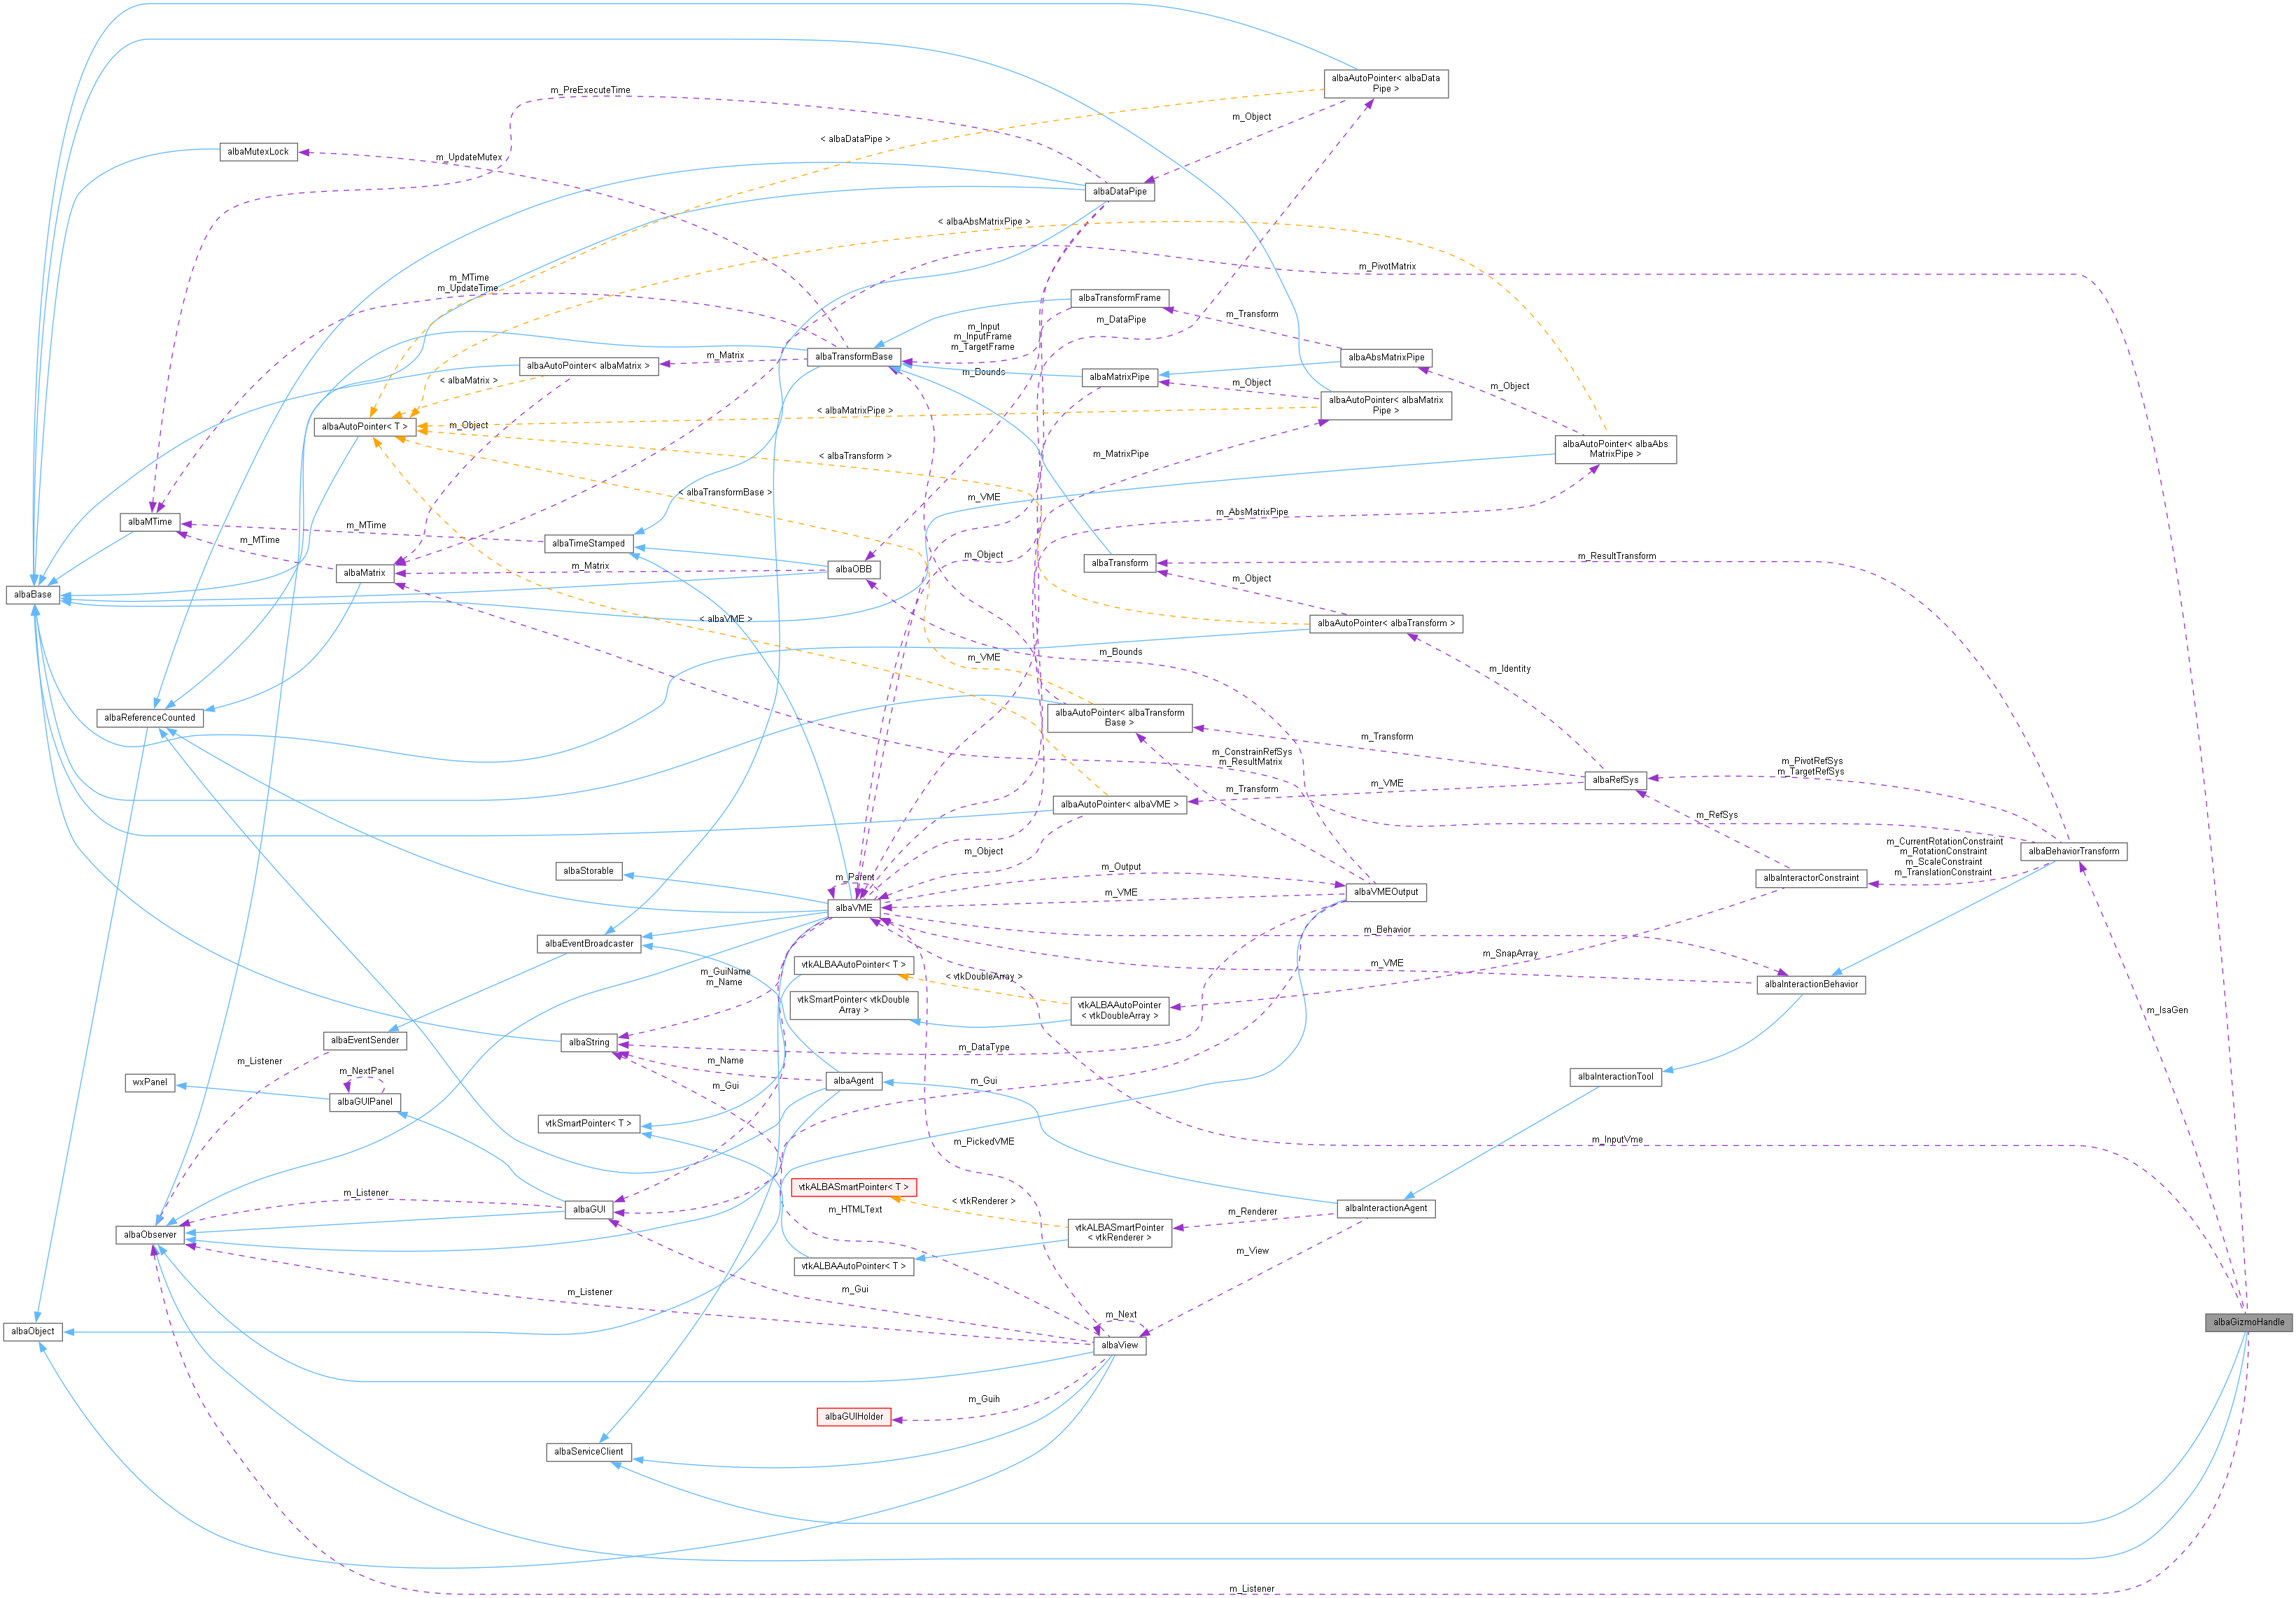 albaAutoPointer< albaData
Pipe >
m_PreExecuteTime
m_Object
< albaDataPipe >
albaMutexLock
m_UpdateMutex
albaDataPipe
< albaAbsMatrixPipe >
m_PivotMatrix
m_MTime
m_UpdateTime
albaTransformFrame
m_Transform
m_DataPipe
m_Input
m_InputFrame
m_TargetFrame
albaTransformBase
m_Matrix
albaAbsMatrixPipe
albaAutoPointer< albaMatrix >
m_Bounds
albaMatrixPipe
< albaMatrix >
m_Object
m_Object
albaAutoPointer< albaMatrix
Pipe >
< albaMatrixPipe >
albaAutoPointer< T >
m_Object
albaAutoPointer< albaAbs
MatrixPipe >
< albaTransform >
m_MatrixPipe
< albaTransformBase >
m_VME
m_AbsMatrixPipe
albaMTime
m_MTime
albaTimeStamped
m_MTime
m_Object
m_ResultTransform
albaMatrix
m_Matrix
albaOBB
albaTransform
m_Object
albaBase
< albaVME >
albaAutoPointer< albaTransform >
m_VME
m_Bounds
m_Identity
albaReferenceCounted
albaAutoPointer< albaTransform
Base >
m_Transform
m_ConstrainRefSys
m_ResultMatrix
m_PivotRefSys
m_TargetRefSys
albaRefSys
m_Transform
m_VME
albaAutoPointer< albaVME >
m_RefSys
m_Object
m_CurrentRotationConstraint
m_RotationConstraint
m_ScaleConstraint
m_TranslationConstraint
albaBehaviorTransform
albaStorable
m_Parent
m_Output
albaInteractorConstraint
m_VME
albaVMEOutput
albaVME
m_Behavior
albaEventBroadcaster
m_SnapArray
vtkALBAAutoPointer< T >
m_VME
m_GuiName
m_Name
< vtkDoubleArray >
albaInteractionBehavior
vtkSmartPointer< vtkDouble
Array >
vtkALBAAutoPointer
< vtkDoubleArray >
m_IsaGen
albaEventSender
albaString
m_DataType
m_Listener
m_Name
m_NextPanel
wxPanel
albaAgent
albaInteractionTool
m_Gui
m_Gui
albaGUIPanel
vtkSmartPointer< T >
m_PickedVME
m_InputVme
vtkALBASmartPointer< T >
m_Listener
< vtkRenderer >
albaGUI
m_HTMLText
m_Renderer
albaInteractionAgent
albaObserver
vtkALBASmartPointer
< vtkRenderer >
m_View
vtkALBAAutoPointer< T >
m_Gui
m_Listener
m_Next
albaGizmoHandle
albaObject
albaView
m_Guih
albaGUIHolder
albaServiceClient
m_Listener